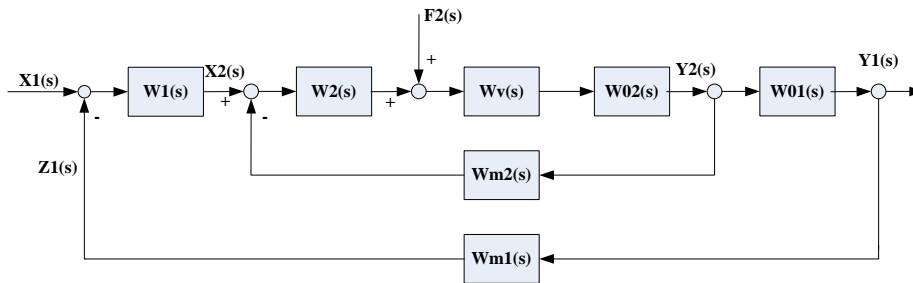 F2(s)
+
X1(s)
W1(s)
X2(s)
+
W2(s)
+
Wv(s)
W02(s)
Y2(s)
W01(s)
Y1(s)
-
-
Z1(s)
Wm2(s)
Wm1(s)